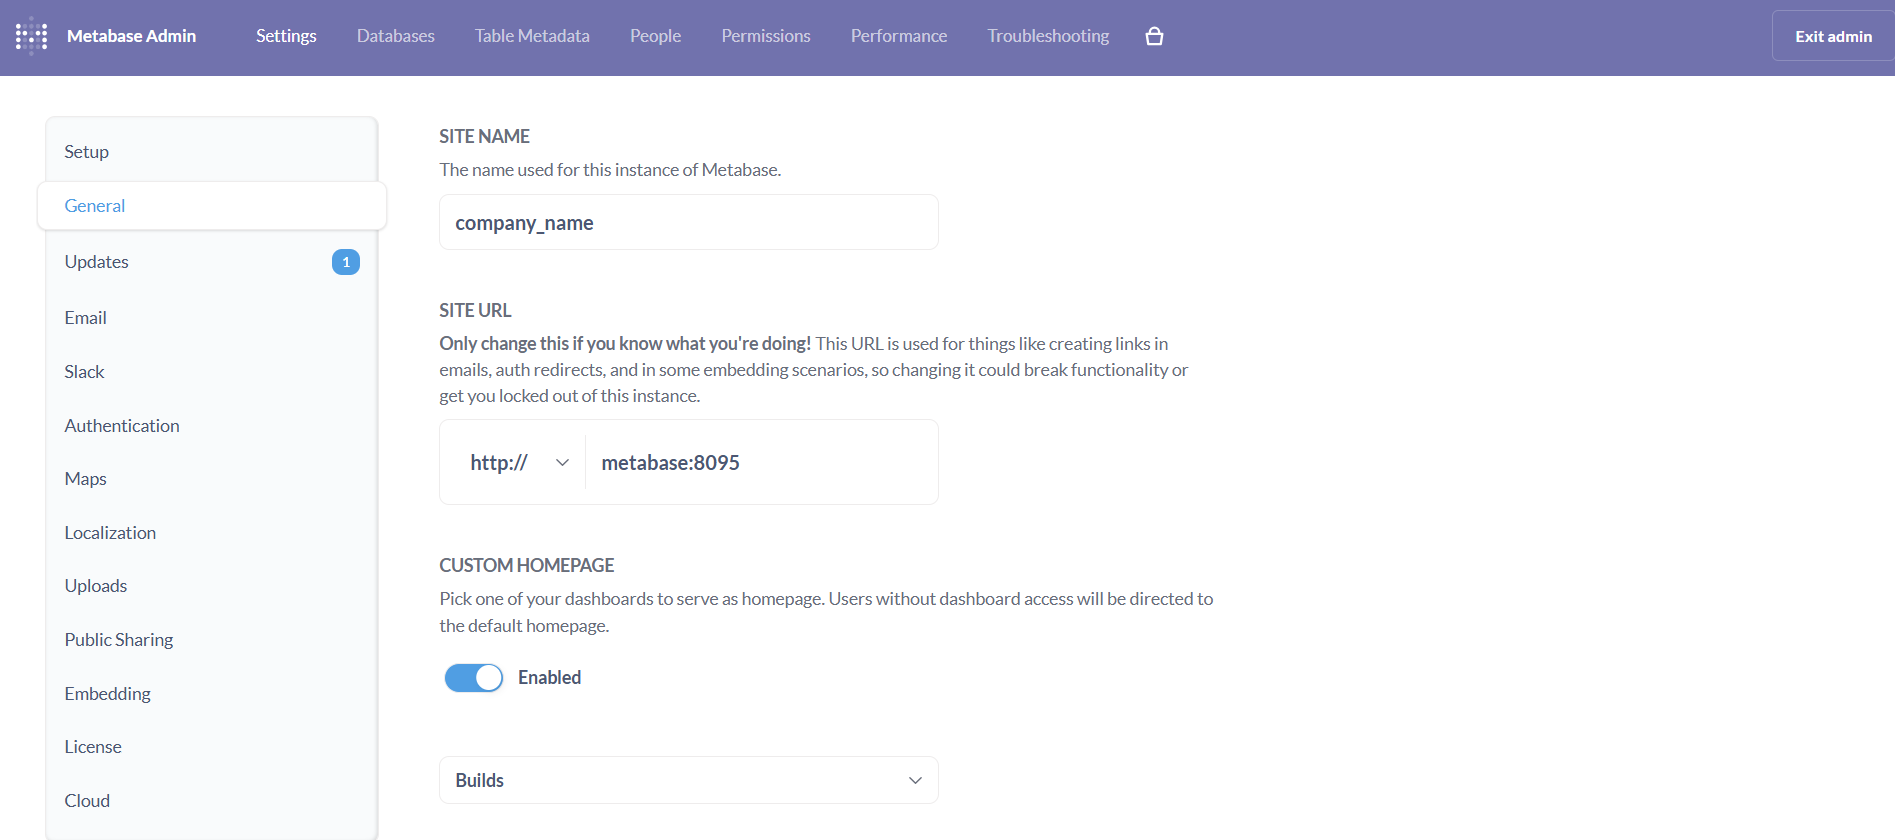 Metabase Admin Settings Databases Table Metadata People Permissions Performance Troubleshooting Exit admin
Setup
General
Updates 1
Email
Slack
Authentication
Maps
Localization
Uploads
Public Sharing
Embedding
License
Cloud
SITE NAME
The name used for this instance of Metabase.
company_name
SITE URL
Only change this if you know what you're doing! This URL is used for things like creating links in
emails, auth redirects, and in some embedding scenarios, so changing it could break functionality or
get you locked out of this instance.
http:// metabase:8095
CUSTOM HOMEPAGE
Pick one of your dashboards to serve as homepage. Users without dashboard access will be directed to
the default homepage.
Enabled
Builds